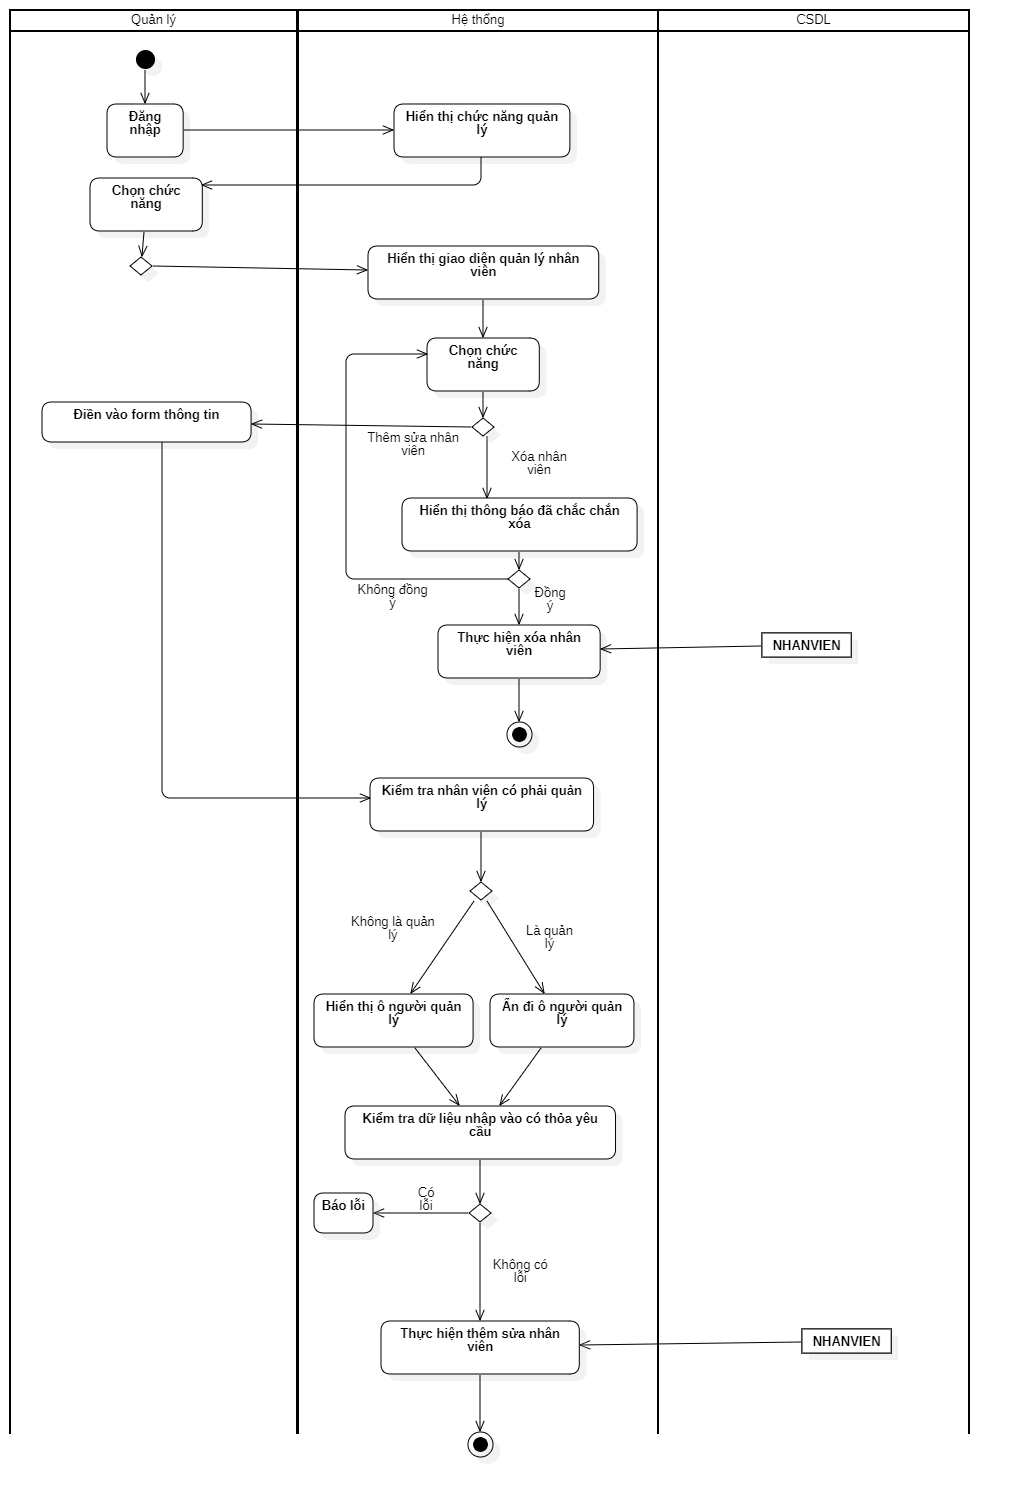 Quản lý
Hệ thống
CSDL
Đăng
nhập
Hiển thị chức năng quản
lý
Chọn chức
năng
Hiển thị giao diện quản lý nhân
viên
Chọn chức
năng
Điền vào form thông tin
Thêm sửa nhân
viên
Xóa nhân
viên
Hiển thị thông báo đã chắc chắn
xóa
Không đồng
ý
Đồng
ý
Thực hiện xóa nhân
viên
NHANVIEN
Kiểm tra nhân viên có phải quản
lý
Không là quản
lý
Là quản
lý
Hiển thị ô người quản
lý
Ẩn đi ô người quản
lý
Kiểm tra dữ liệu nhập vào có thỏa yêu
cầu
Báo lỗi
Có
lỗi
Không có
lỗi
Thực hiện thêm sửa nhân
viên
NHANVIEN